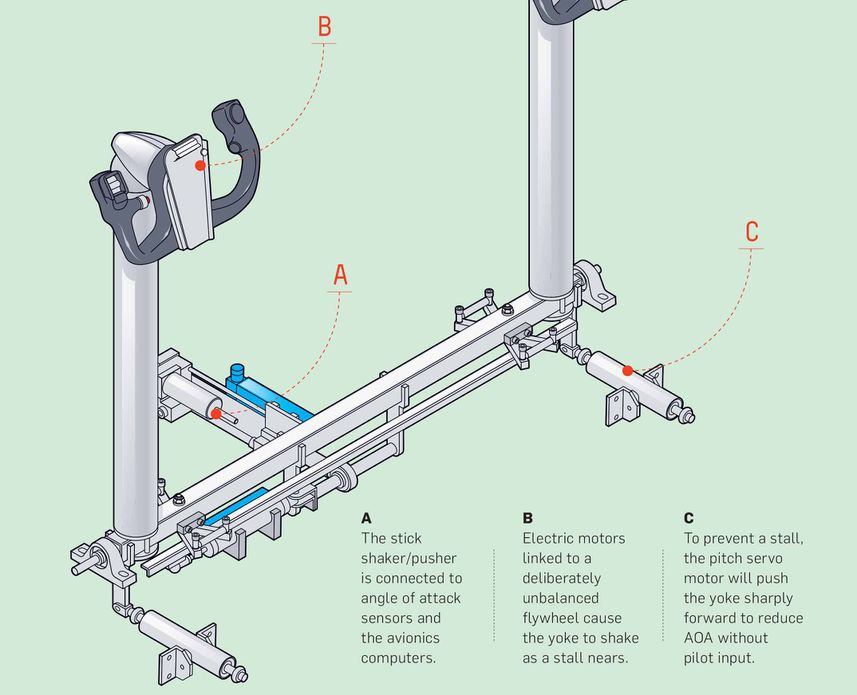 B
A
C
A
The stick
shaker/pusher
is connected to
angle of attack
sensors and
the avionics
computers.
B
Electric motors
linked to a
deliberately
unbalanced
flywheel cause
the yoke to shake
as a stall nears.
C
To prevent a stall,
the pitch servo
motor will push
the yoke sharply
forward to reduce
AOA without
pilot input.